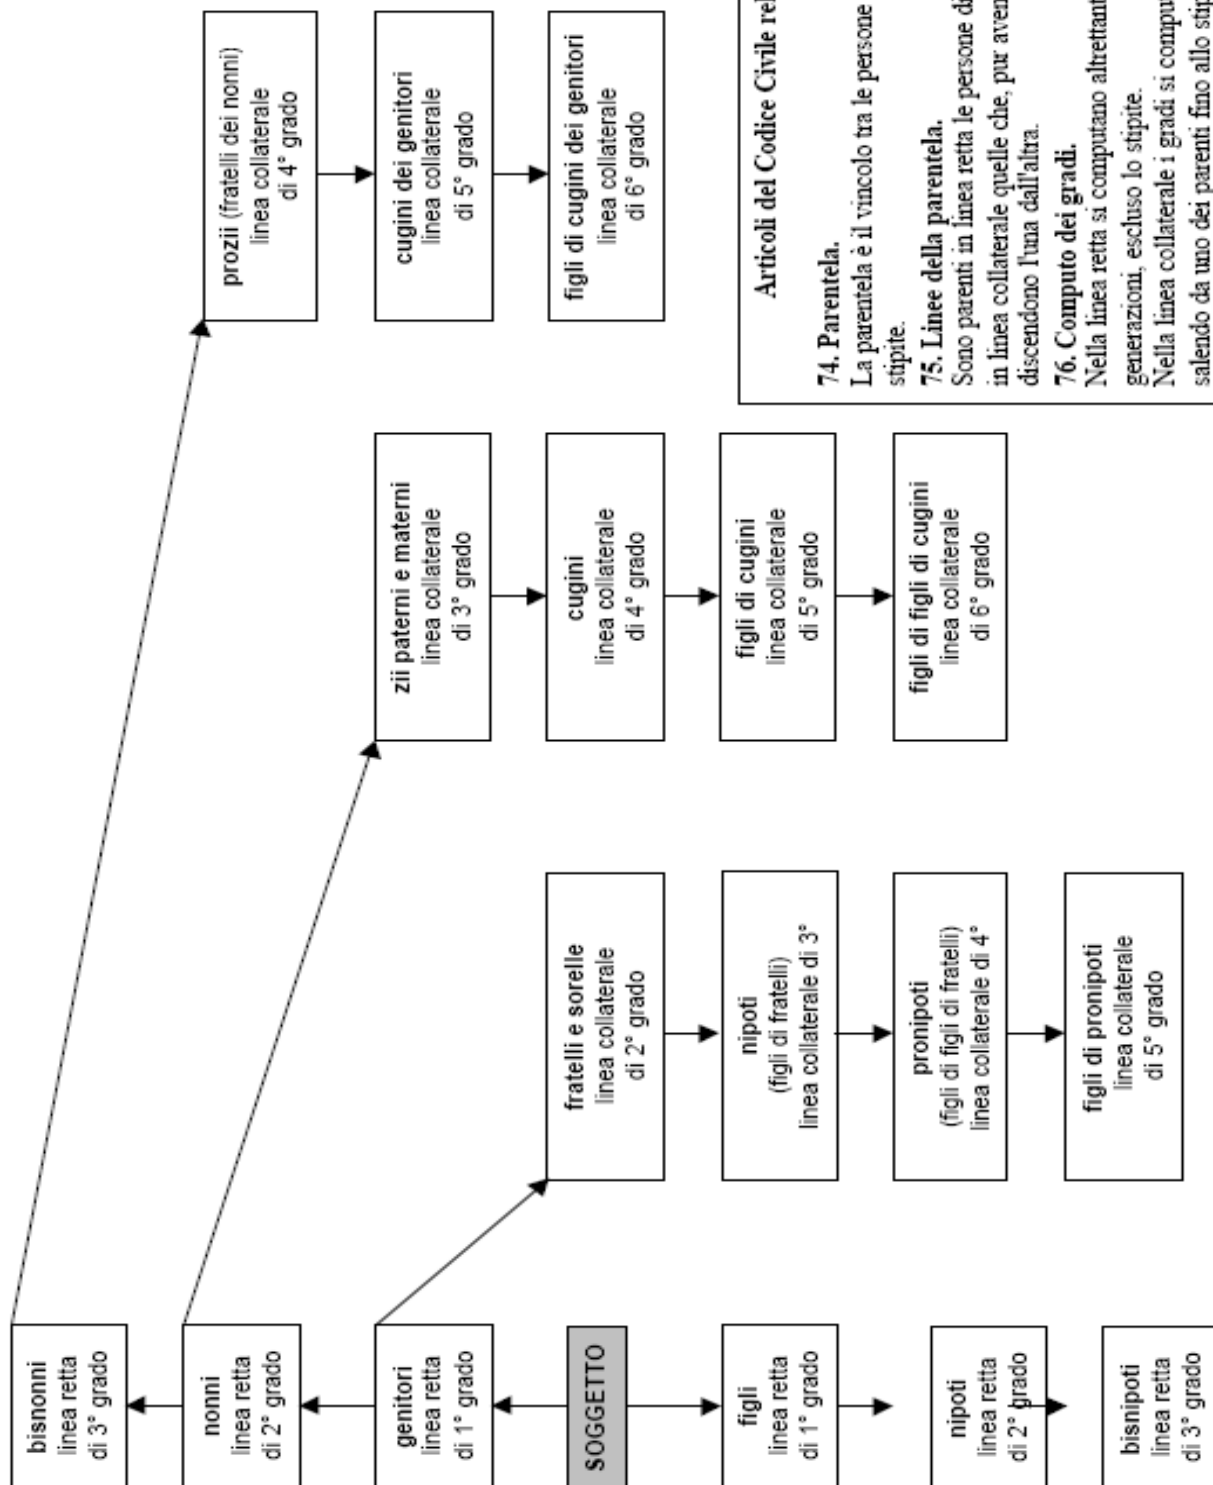 bisnonni
linea retta
di 3° grado
nonni
linea retta
di 2° grado
genitori
linea retta
di 1° grado
SOGGETTO
figli
linea retta
di 1° grado
nipoti
linea retta
di 2° grado
bisnipoti
linea retta
di 3° grado
fratelli e sorelle
linea collaterale
di 2° grado
nipoti
(figli di fratelli)
linea collaterale di 3°
pronipoti
(figli di figli di fratelli)
linea collaterale di 4°
figli di pronipoti
linea collaterale
di 5° grado
zii paterni e materni
linea collaterale
di 3° grado
cugini
linea collaterale
di 4° grado
figli di cugini
linea collaterale
di 5° grado
figli di figli di cugini
linea collaterale
di 6° grado
prozii (fratelli dei nonni)
linea collaterale
di 4° grado
cugini dei genitori
linea collaterale
di 5° grado
figli di cugini dei genitori
linea collaterale
di 6° grado
Articoli del Codice Civile rel
74. Parentela.
La parentela è il vincolo tra le persone
stipite.
75. Linee della parentela.
Sono parenti in linea retta le persone di
in linea collaterale quelle che, pur aven
discendono l'una dall'altra.
76. Computo dei gradi.
Nella linea retta si computano altrettant
generazioni, escluso lo stipite.
Nella linea collaterale i gradi si compu
salendo da uno dei parenti fino allo stip